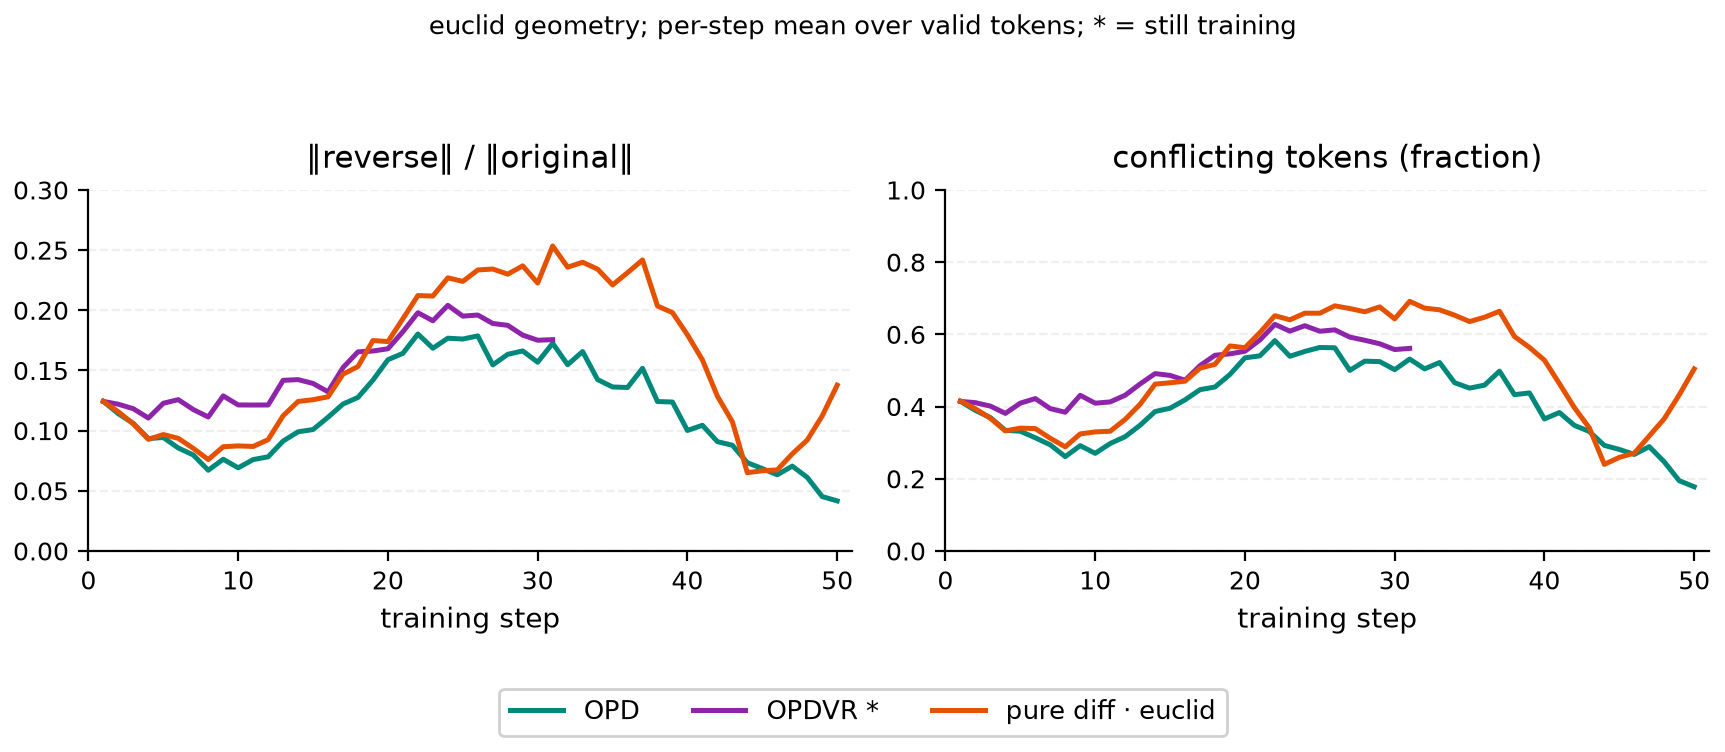 euclid geometry; per-step mean over valid tokens; * = still training
‖reverse‖ / ‖original‖
0.30
0.25
0.20
0.15
0.10
0.05
0.00
0 10 20 30 40 50
training step
conflicting tokens (fraction)
1.0
0.8
0.6
0.4
0.2
0.0
0 10 20 30 40 50
training step
OPD OPDVR * pure diff · euclid